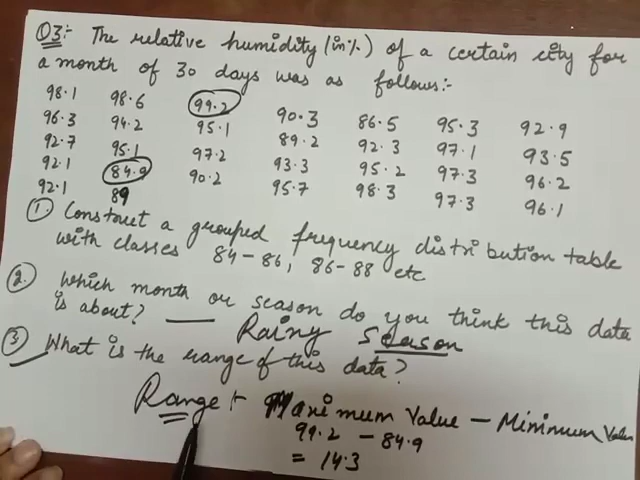 Q3:- The relative humidity (in%) of a certain city for
a month of 30 days was as follows:-
98.1 98.6 99.2 90.3 86.5 95.3 92.9
96.3 94.2 95.1 89.2 92.3 97.1 93.5
92.7 95.1 97.2 93.3 95.2 97.3 96.2
92.1 84.9 90.2 95.7 98.3 97.3 96.1
92.1 89
1. Construct a grouped frequency distribution table
with classes 84-86, 86-88 etc
2. Which month or season do you think this data
is about? Rainy Season
3 What is the range of this data?
Range :- Maximum Value - Minimum Value
99.2 - 84.9
= 14.3